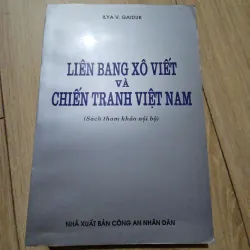 ILYA V. GAIDUK
LIÊN BANG XÔ VIẾT
VÀ
CHIẾN TRANH VIỆT NAM
(Sách tham khảo nội bộ)
NHÀ XUẤT BẢN CÔNG AN NHÂN DÂN